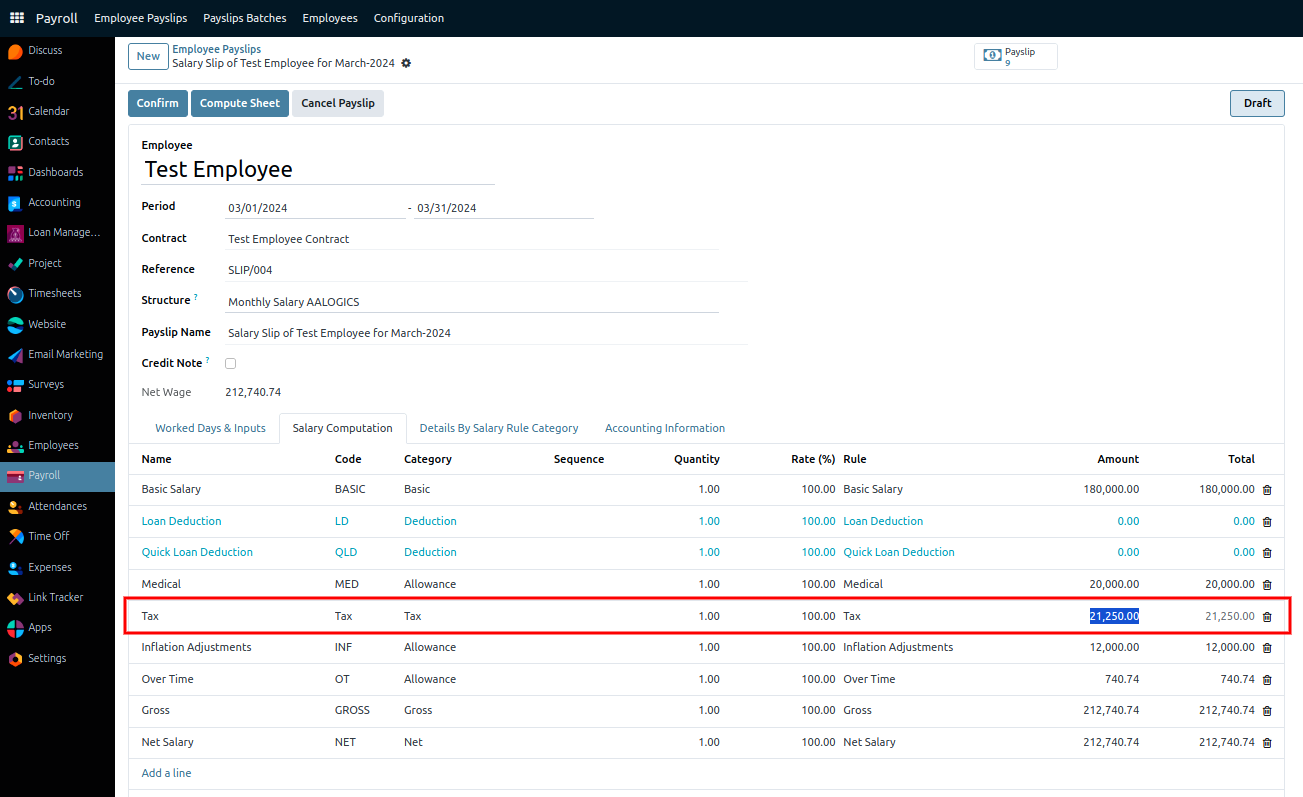 Payroll Employee Payslips Payslips Batches Employees Configuration
Discuss
To-do
31 Calendar
Contacts
Dashboards
Accounting
Loan Manage...
Project
Timesheets
Website
Email Marketing
Surveys
Inventory
Employees
Payroll
Attendances
Time Off
Expenses
Link Tracker
Apps
Settings
New
Employee Payslips
Salary Slip of Test Employee for March-2024
Payslip
9
Confirm Compute Sheet Cancel Payslip Draft
Employee
Test Employee
Period 03/01/2024 - 03/31/2024
Contract Test Employee Contract
Reference SLIP/004
Structure ? Monthly Salary AALOGICS
Payslip Name Salary Slip of Test Employee for March-2024
Credit Note ?
Net Wage 212,740.74
Worked Days & Inputs Salary Computation Details By Salary Rule Category Accounting Information
Name Code Category Sequence Quantity Rate (%) Rule Amount Total
Basic Salary BASIC Basic 1.00 100.00 Basic Salary 180,000.00 180,000.00
Loan Deduction LD Deduction 1.00 100.00 Loan Deduction 0.00 0.00
Quick Loan Deduction QLD Deduction 1.00 100.00 Quick Loan Deduction 0.00 0.00
Medical MED Allowance 1.00 100.00 Medical 20,000.00 20,000.00
Tax Tax Tax 1.00 100.00 Tax 21,250.00 21,250.00
Inflation Adjustments INF Allowance 1.00 100.00 Inflation Adjustments 12,000.00 12,000.00
Over Time OT Allowance 1.00 100.00 Over Time 740.74 740.74
Gross GROSS Gross 1.00 100.00 Gross 212,740.74 212,740.74
Net Salary NET Net 1.00 100.00 Net Salary 212,740.74 212,740.74
Add a line